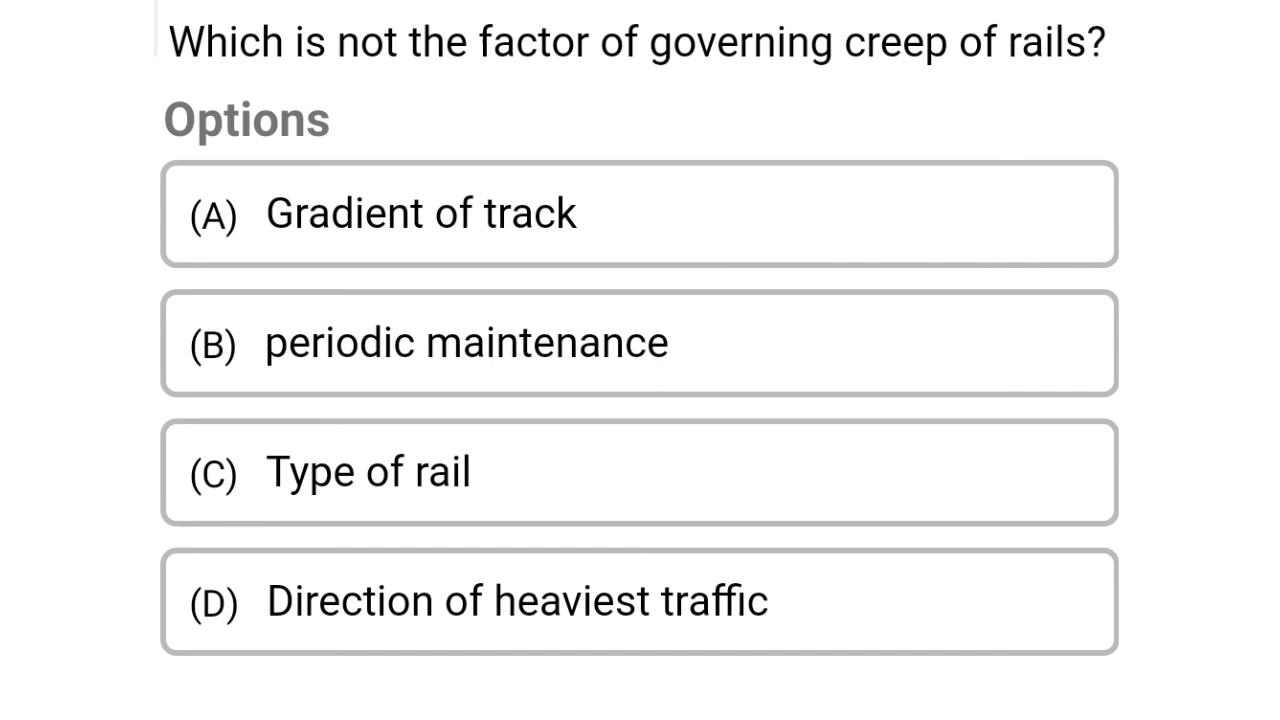 Which is not the factor of governing creep of rails?
Options
(A) Gradient of track
(B) periodic maintenance
(C) Type of rail
(D) Direction of heaviest traffic